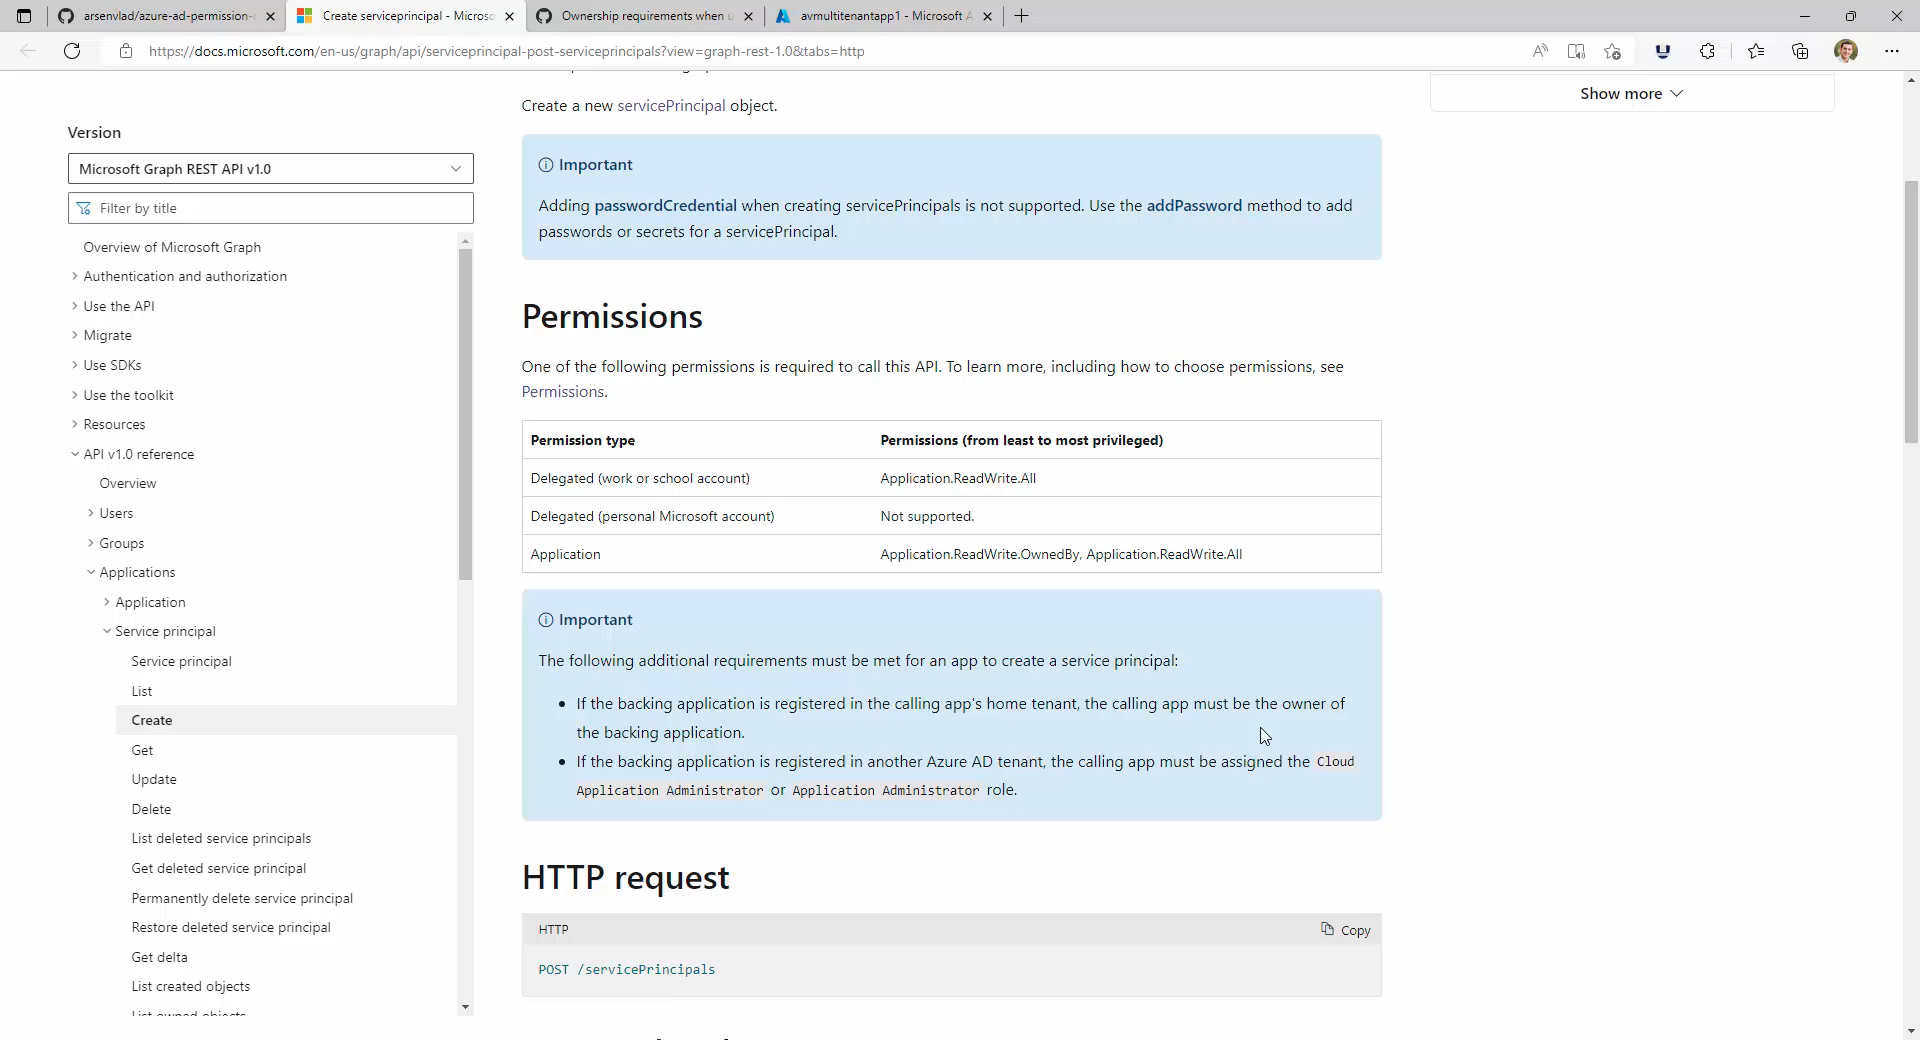 arsenvlad/azure-ad-permission-
Create serviceprincipal - Microso
Ownership requirements when u
avmultitenantapp1 - Microsoft A
https://docs.microsoft.com/en-us/graph/api/serviceprincipal-post-serviceprincipals?view=graph-rest-1.0&tabs=http
Version
Microsoft Graph REST API v1.0
Filter by title
Overview of Microsoft Graph
Authentication and authorization
Use the API
Migrate
Use SDKs
Use the toolkit
Resources
API v1.0 reference
Overview
Users
Groups
Applications
Application
Service principal
Service principal
List
Create
Get
Update
Delete
List deleted service principals
Get deleted service principal
Permanently delete service principal
Restore deleted service principal
Get delta
List created objects
List owned objects
Create a new servicePrincipal object.
Important
Adding passwordCredential when creating servicePrincipals is not supported. Use the addPassword method to add
passwords or secrets for a servicePrincipal.
Permissions
One of the following permissions is required to call this API. To learn more, including how to choose permissions, see
Permissions.
Permission type Permissions (from least to most privileged)
Delegated (work or school account) Application.ReadWrite.All
Delegated (personal Microsoft account) Not supported.
Application Application.ReadWrite.OwnedBy, Application.ReadWrite.All
Important
The following additional requirements must be met for an app to create a service principal:
• If the backing application is registered in the calling app's home tenant, the calling app must be the owner of
the backing application.
• If the backing application is registered in another Azure AD tenant, the calling app must be assigned the Cloud
Application Administrator or Application Administrator role.
HTTP request
HTTP Copy
POST /servicePrincipals
Show more